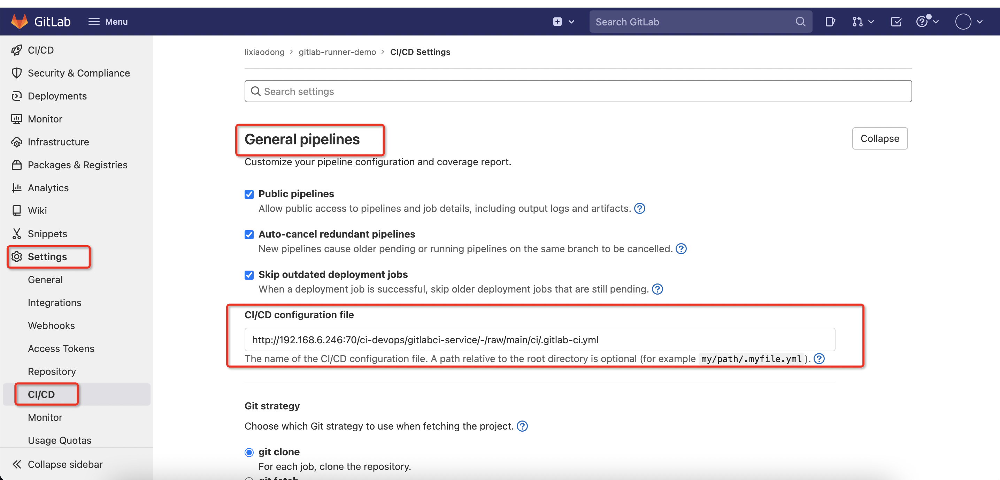 GitLab
Menu
Search GitLab
CI/CD
Security & Compliance
Deployments
Monitor
Infrastructure
Packages & Registries
Analytics
Wiki
Snippets
Settings
General
Integrations
Webhooks
Access Tokens
Repository
CI/CD
Monitor
Usage Quotas
Collapse sidebar
lixiaodong > gitlab-runner-demo > CI/CD Settings
Search settings
General pipelines
Collapse
Customize your pipeline configuration and coverage report.
Public pipelines
Allow public access to pipelines and job details, including output logs and artifacts.
Auto-cancel redundant pipelines
New pipelines cause older pending or running pipelines on the same branch to be cancelled.
Skip outdated deployment jobs
When a deployment job is successful, skip older deployment jobs that are still pending.
CI/CD configuration file
http://192.168.6.246:70/ci-devops/gitlabci-service/-/raw/main/ci/.gitlab-ci.yml
The name of the CI/CD configuration file. A path relative to the root directory is optional (for example my/path/.myfile.yml).
Git strategy
Choose which Git strategy to use when fetching the project.
git clone
For each job, clone the repository.
git fetch